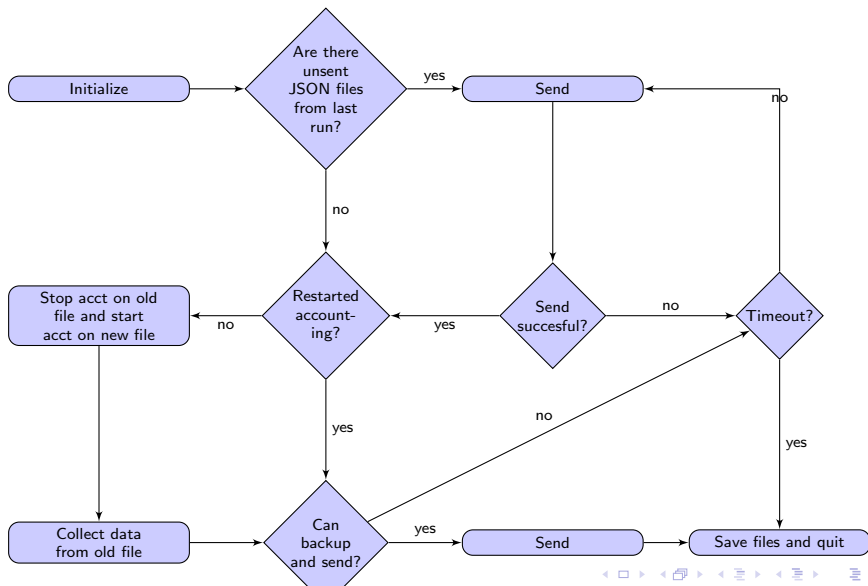 Are there
unsent
JSON files
from last
run?
Initialize
yes
Send
no
no
Stop acct on old
file and start
acct on new file
no
Restarted
account-
ing?
yes
Send
succesful?
no
Timeout?
no
yes
yes
Collect data
from old file
Can
backup
and send?
yes
Send
Save files and quit